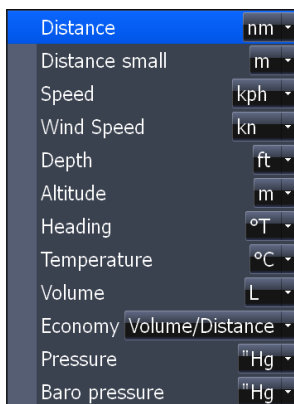 Distance nm
Distance small m
Speed kph
Wind Speed kn
Depth ft
Altitude m
Heading °T
Temperature °C
Volume L
Economy Volume/Distance
Pressure "Hg
Baro pressure "Hg